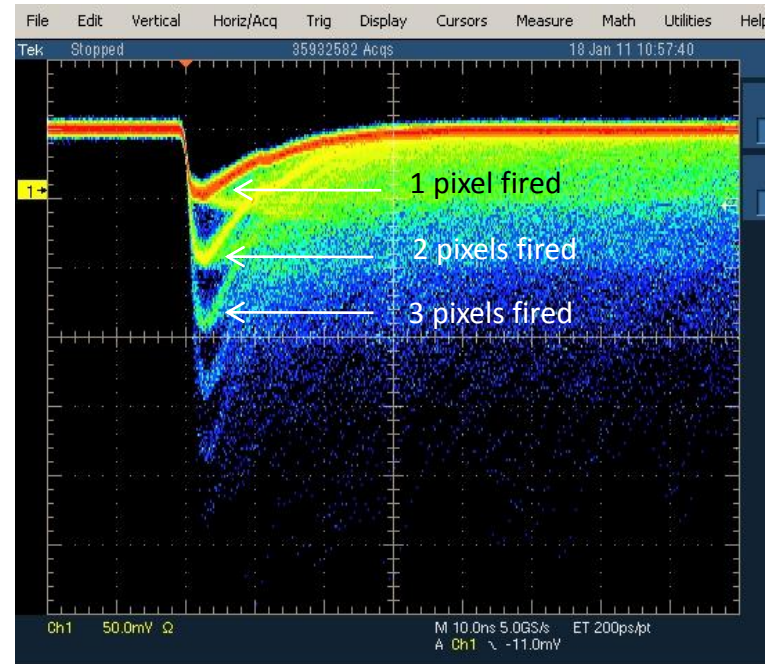 File Edit Vertical Horiz/Acq Trig Display Cursors Measure Math Utilities Help
Tek Stopped 35932582 Acqs 18 Jan 11 10:57:40
1 pixel fired
1
2 pixels fired
3 pixels fired
Ch1 50.0mV Ω M 10.0ns 5.0GS/s ET 200ps/pt
A Ch1 -11.0mV